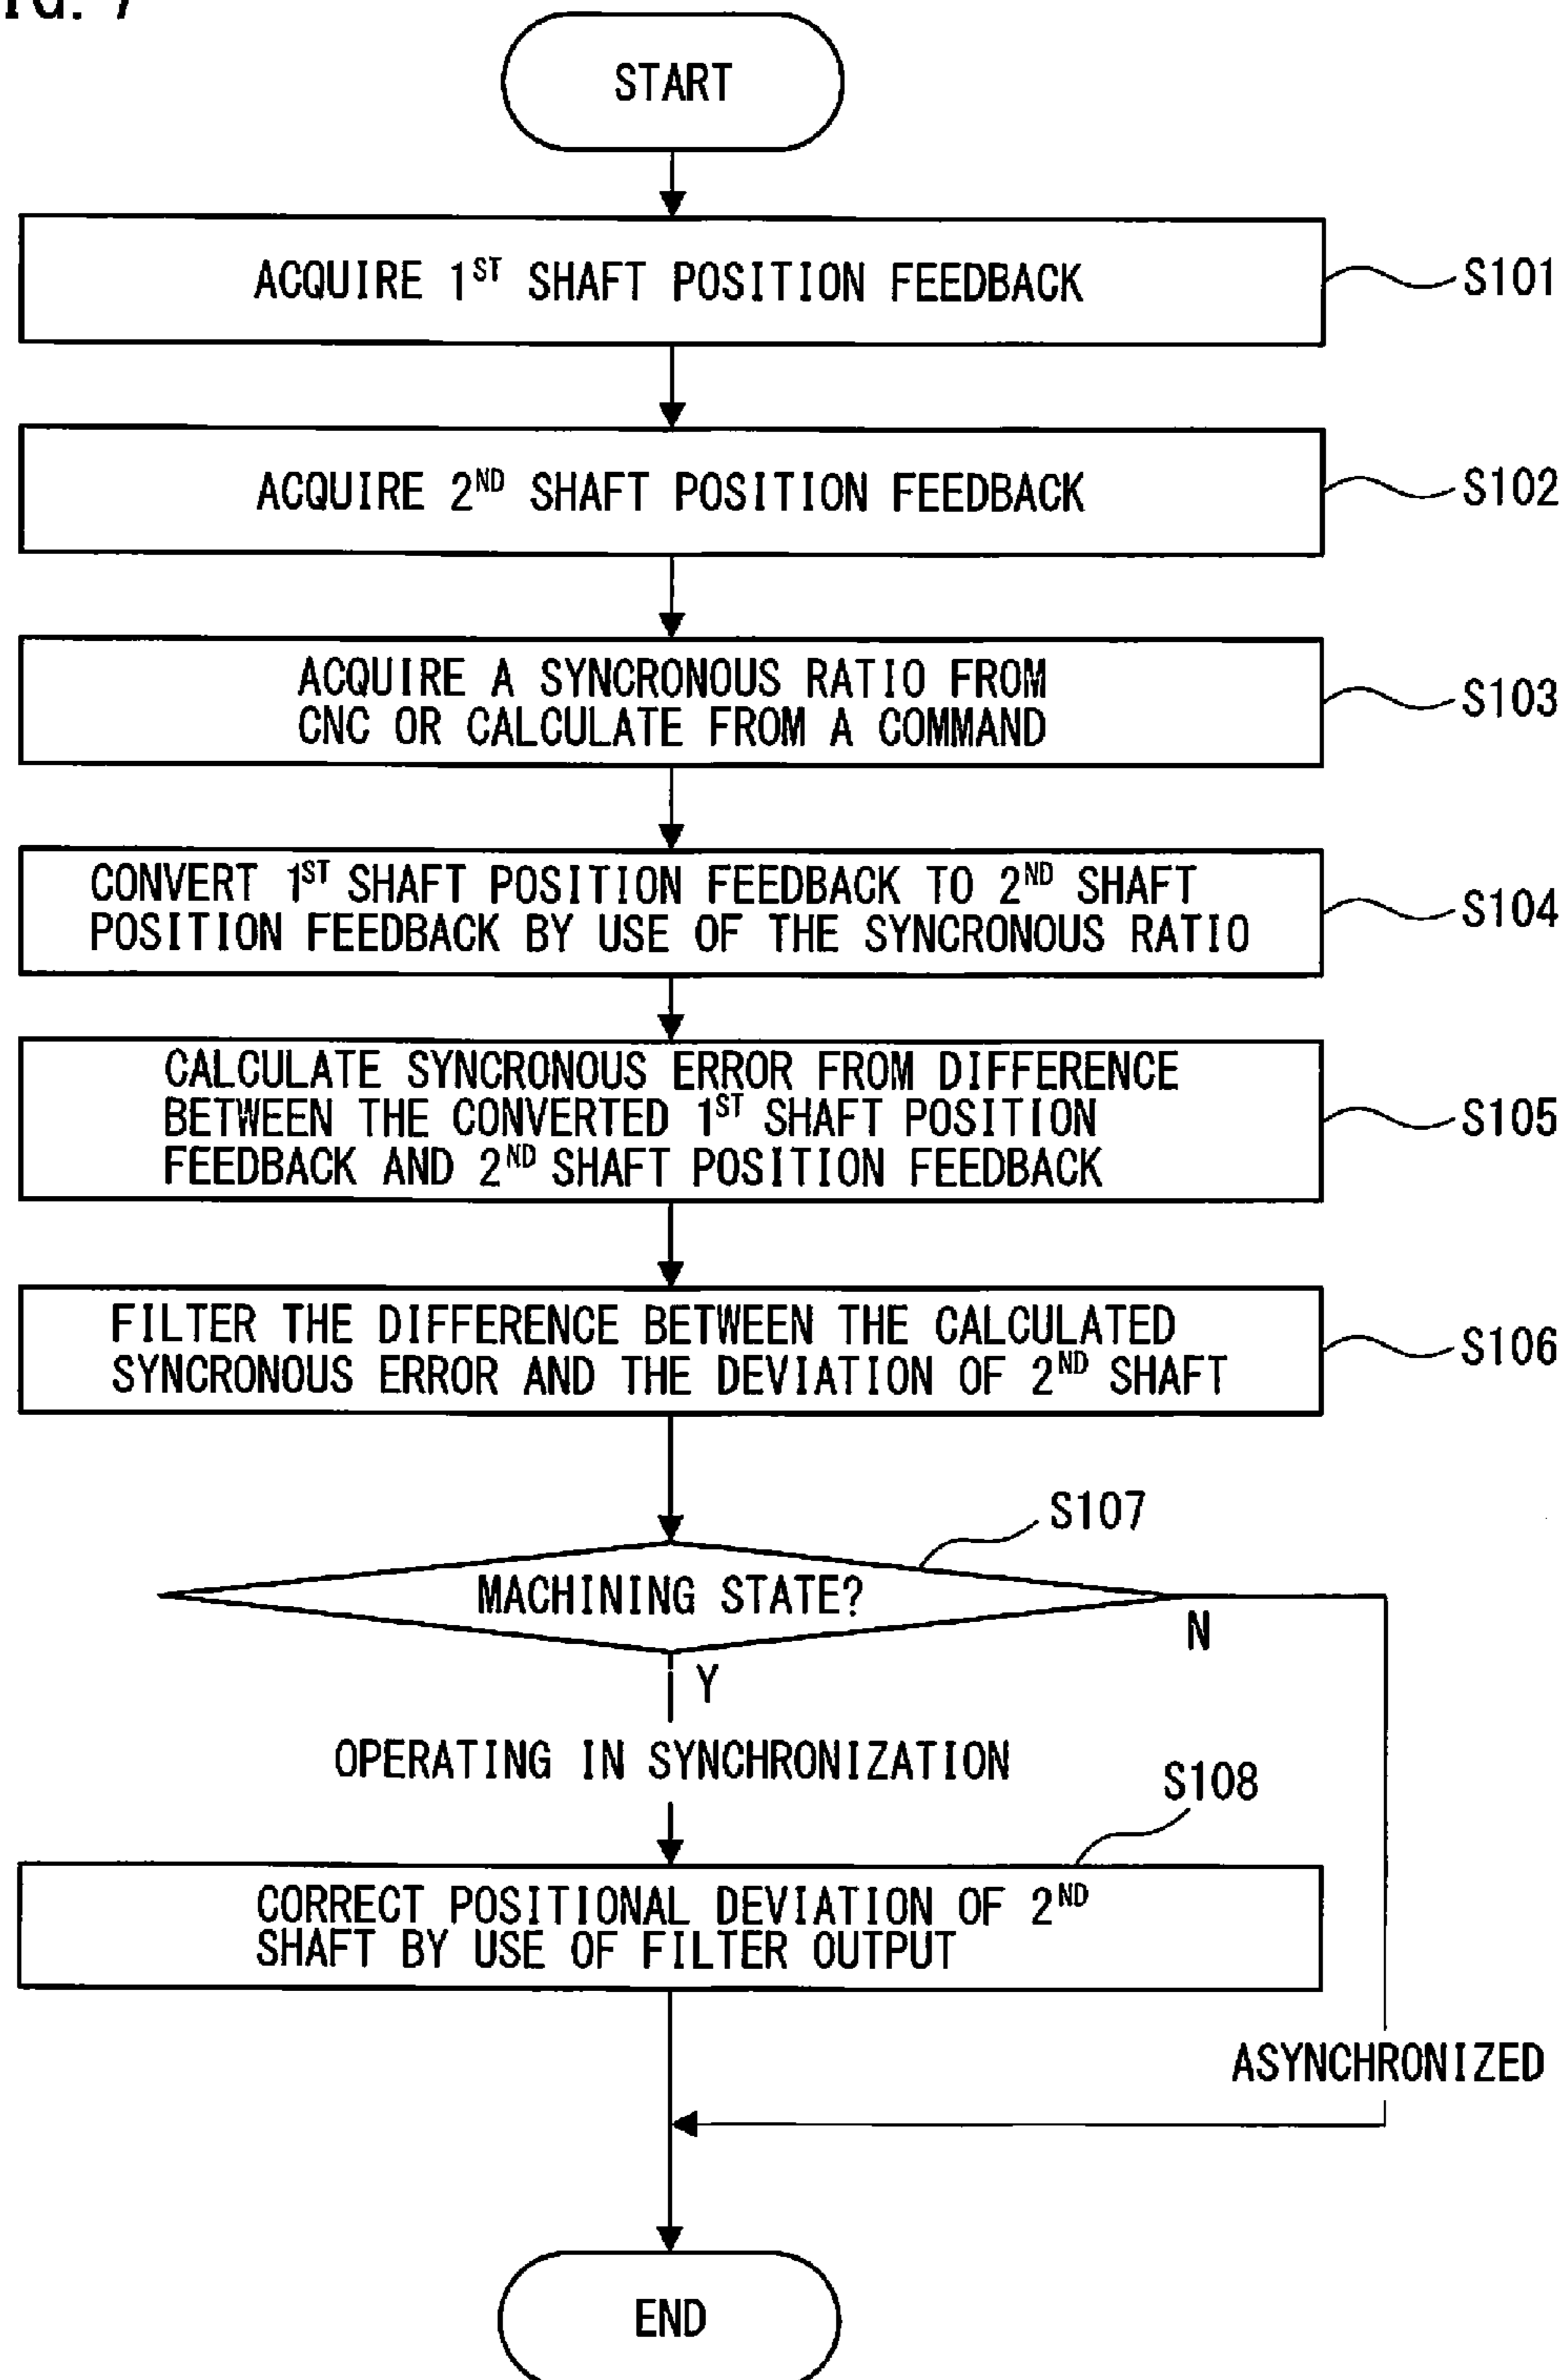 START
ACQUIRE 1ST SHAFT POSITION FEEDBACK
S101
ACQUIRE 2ND SHAFT POSITION FEEDBACK
S102
ACQUIRE A SYNCRONOUS RATIO FROM
CNC OR CALCULATE FROM A COMMAND
S103
CONVERT 1ST SHAFT POSITION FEEDBACK TO 2ND SHAFT
POSITION FEEDBACK BY USE OF THE SYNCRONOUS RATIO
S104
CALCULATE SYNCRONOUS ERROR FROM DIFFERENCE
BETWEEN THE CONVERTED 1ST SHAFT POSITION
FEEDBACK AND 2ND SHAFT POSITION FEEDBACK
S105
FILTER THE DIFFERENCE BETWEEN THE CALCULATED
SYNCRONOUS ERROR AND THE DEVIATION OF 2ND SHAFT
S106
S107
MACHINING STATE?
N
Y
OPERATING IN SYNCHRONIZATION
S108
CORRECT POSITIONAL DEVIATION OF 2ND
SHAFT BY USE OF FILTER OUTPUT
ASYNCHRONIZED
END